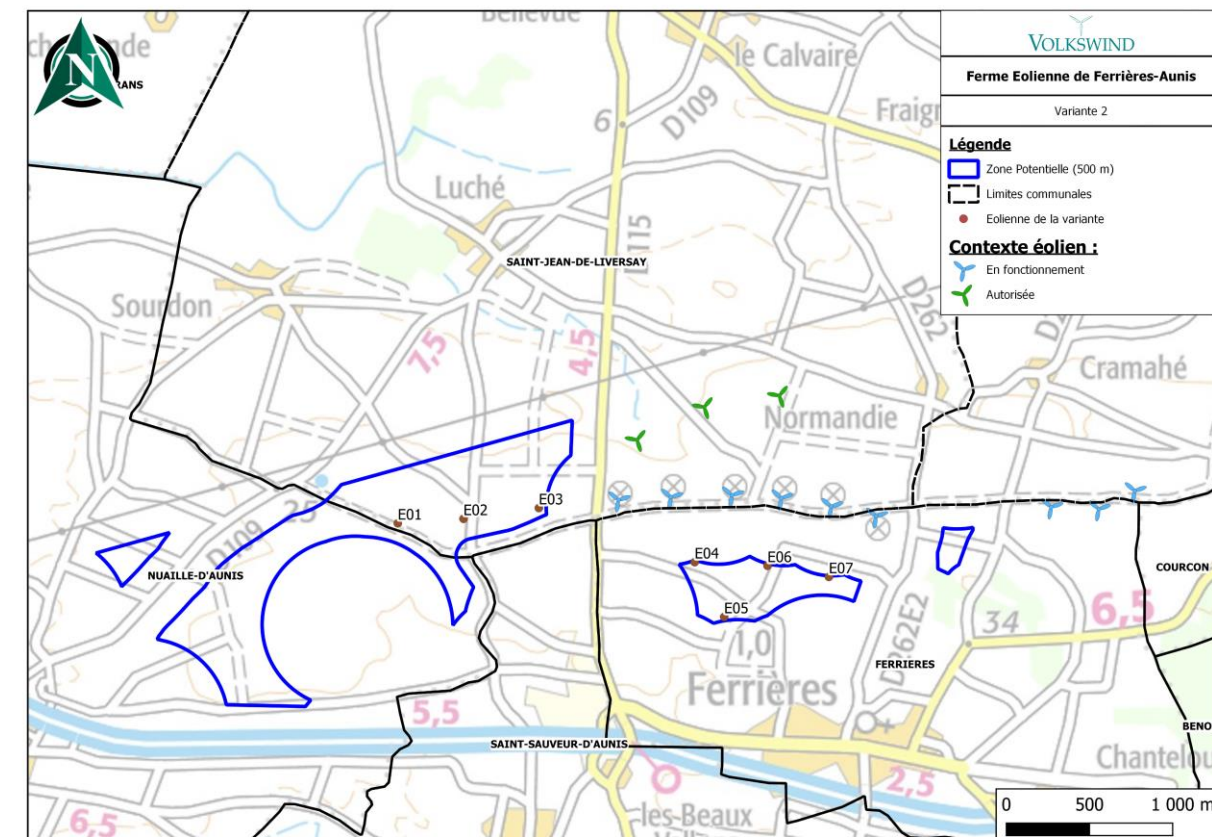 Bellevue
le Calvaire
VOLKSWIND
Ferme Eolienne de Ferrières-Aunis
Variante 2
Légende
Zone Potentielle (500 m)
Limites communales
Eolienne de la variante
Contexte éolien :
En fonctionnement
Autorisée
N
6
D109
Luché
D115
SAINT-JEAN-DE-LIVERSAY
Sourdon
D262
7,5
4,5
Cramahé
Normandie
E01
E02
E03
23
D109
NUAILLE-D'AUNIS
E04
E06
E07
E05
COURCON
6,5
34
1,0
D262E2
FERRIERES
Ferrières
5,5
SAINT-SAUVEUR-D'AUNIS
2,5
les-Beaux
6,5
0 500 1 000 m